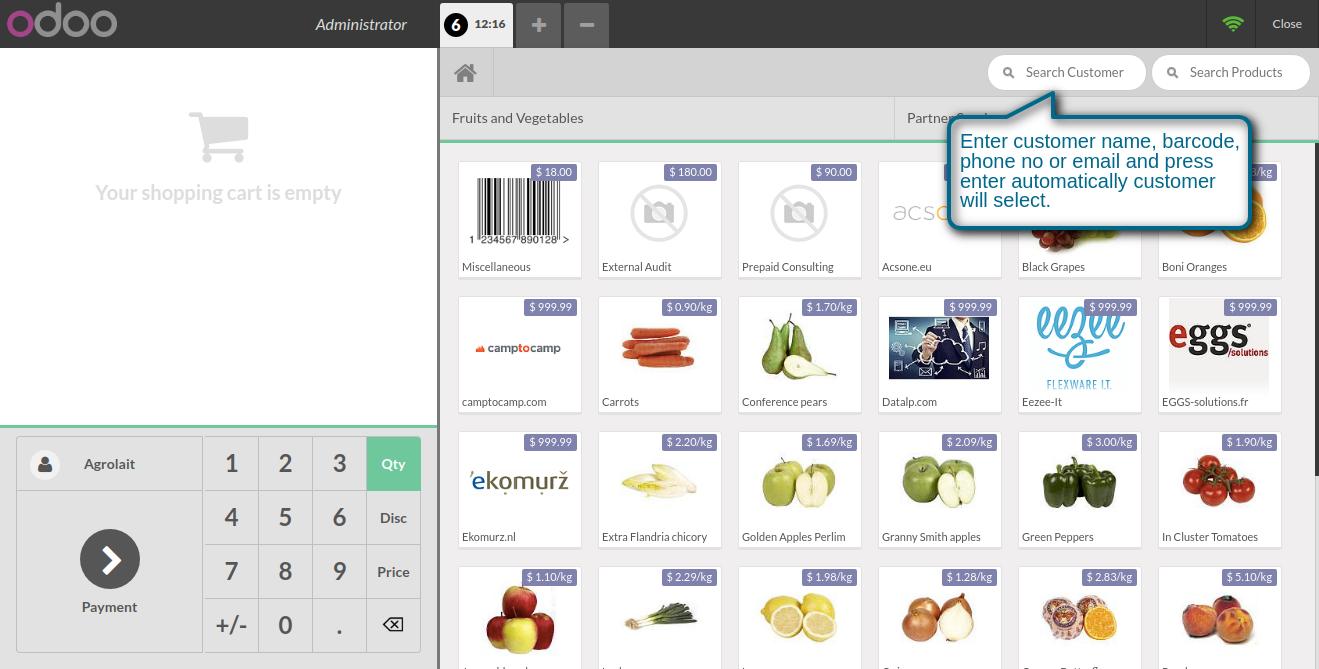 odoo
Administrator
6 12:16
Close
Search Customer
Search Products
Fruits and Vegetables
Enter customer name, barcode,
phone no or email and press
enter automatically customer
will select.
Your shopping cart is empty
$ 18.00
$ 180.00
$ 90.00
1 234567 890128 >
Miscellaneous
External Audit
Prepaid Consulting
Acsone.eu
Black Grapes
Boni Oranges
$ 999.99
$ 0.90/kg
$ 1.70/kg
$ 999.99
$ 999.99
$ 999.99
camptocamp
eezee
FLEXWARE I.T.
eggs
/solutions
camptocamp.com
Carrots
Conference pears
Datalp.com
Eezee-It
EGGS-solutions.fr
$ 999.99
$ 2.20/kg
$ 1.69/kg
$ 2.09/kg
$ 3.00/kg
$ 1.90/kg
Ekomurz.nl
Extra Flandria chicory
Golden Apples Perlim
Granny Smith apples
Green Peppers
In Cluster Tomatoes
$ 1.10/kg
$ 2.29/kg
$ 1.98/kg
$ 1.28/kg
$ 2.83/kg
$ 5.10/kg
Agrolait
Payment
1 2 3 Qty
4 5 6 Disc
7 8 9 Price
+/- 0 .